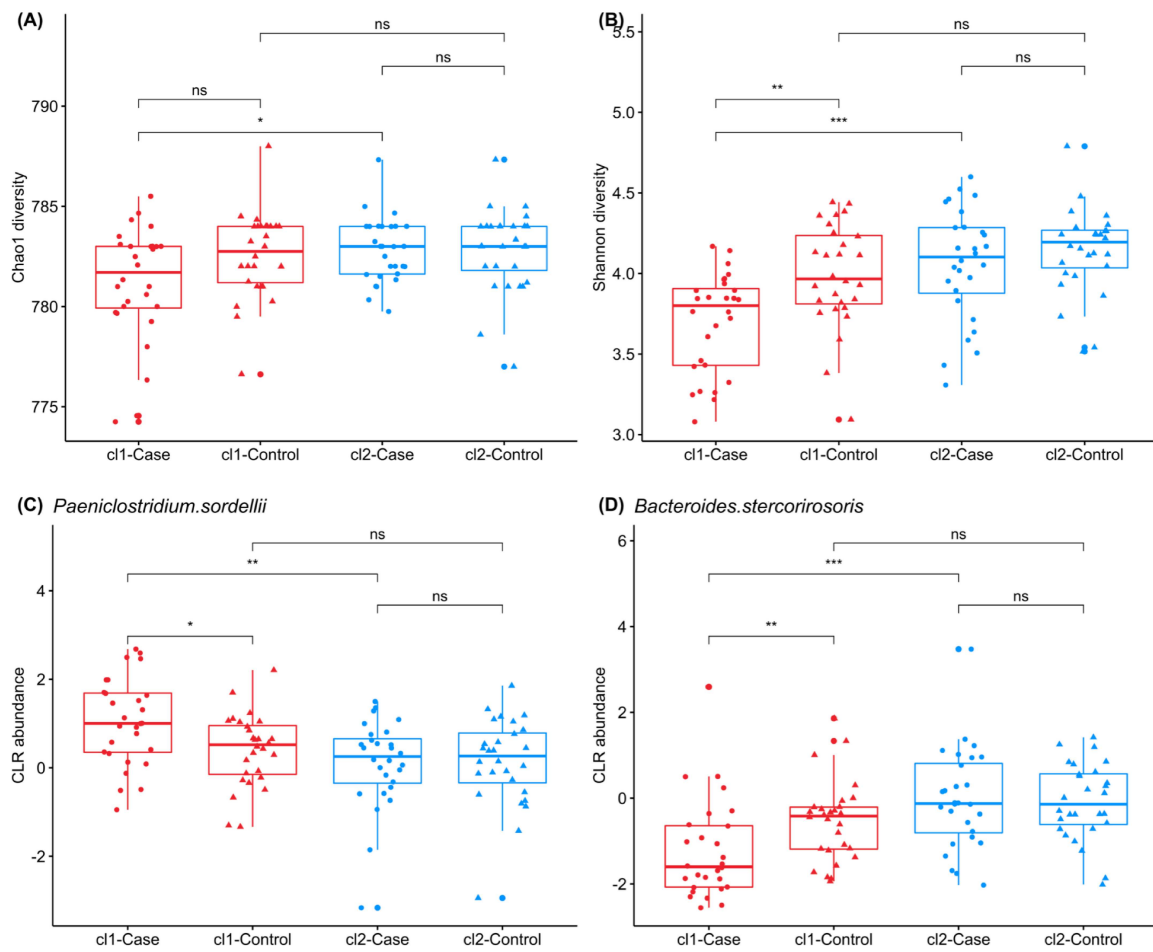 (A)
ns
ns
ns
*
790
785
780
775
Chao1 diversity
cl1-Case cl1-Control cl2-Case cl2-Control
(B)
ns
ns
**
***
5.5
5.0
4.5
4.0
3.5
3.0
Shannon diversity
cl1-Case cl1-Control cl2-Case cl2-Control
(C) Paeniclostridium.sordellii
ns
**
ns
*
4
2
0
-2
CLR abundance
cl1-Case cl1-Control cl2-Case cl2-Control
(D) Bacteroides.stercorirosoris
ns
***
ns
**
6
4
2
0
-2
CLR abundance
cl1-Case cl1-Control cl2-Case cl2-Control